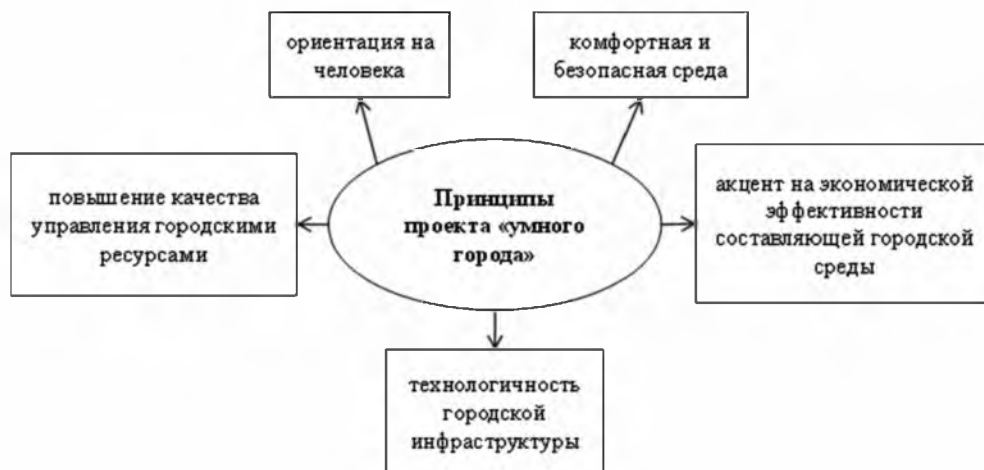 ориентация на
человека
комфортная и
безопасная среда
повышение качества
управления городскими
ресурсами
Принципы
проекта «умного
города»
акцент на экономической
эффективности
составляющей городской
среды
технологичность
городской
инфраструктуры